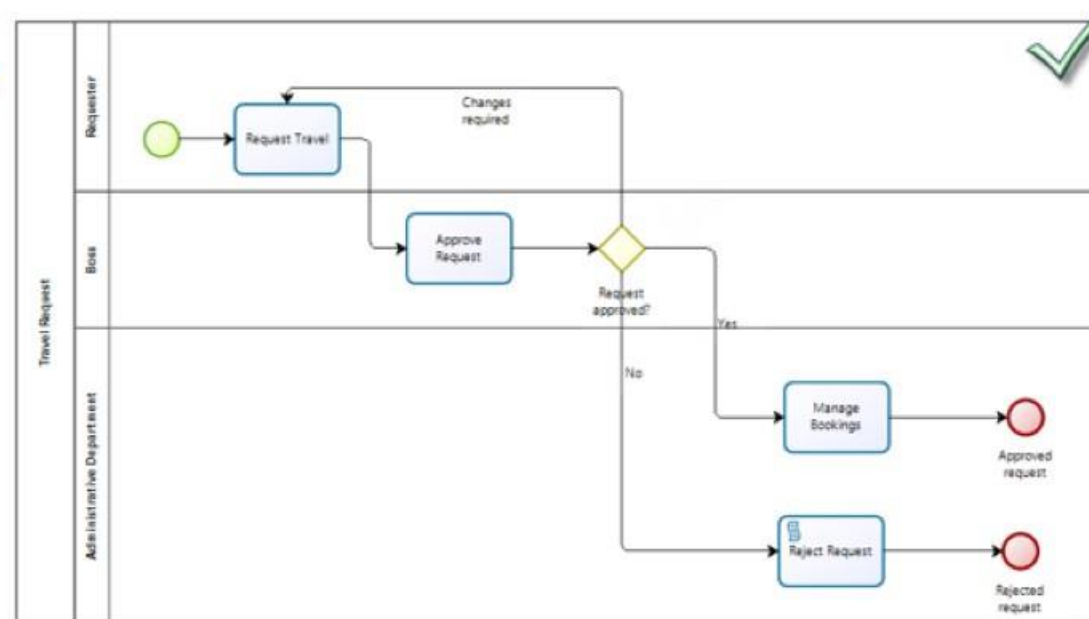 Travel Request
Requester
Request Travel
Changes
required
Boss
Approve
Request
Request
approved?
Yes
No
Administrative Department
Manage
Bookings
Approved
request
Reject Request
Rejected
request